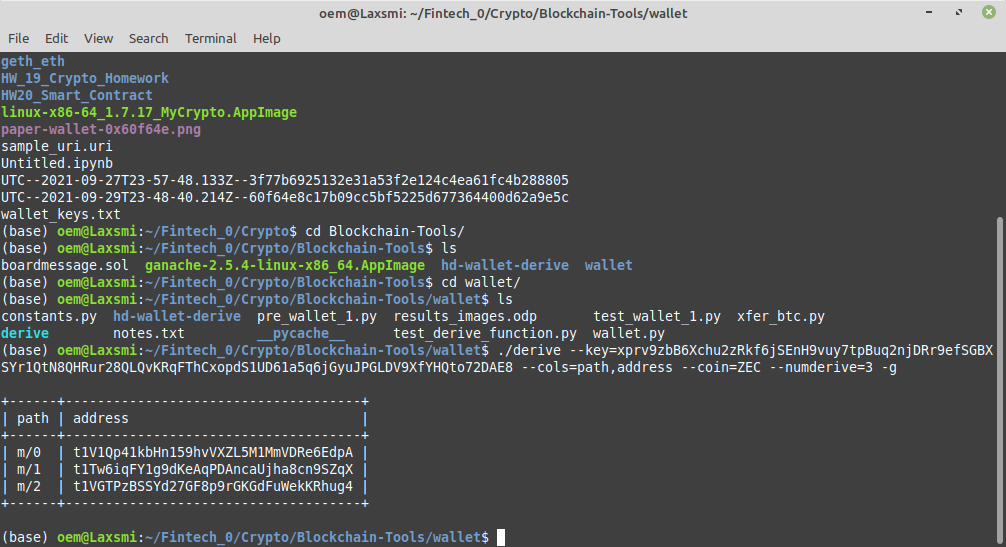 oem@Laxsmi: ~/Fintech_0/Crypto/Blockchain-Tools/wallet
File Edit View Search Terminal Help
geth_eth
HW_19_Crypto_Homework
HW20_Smart_Contract
linux-x86-64_1.7.17_MyCrypto.AppImage
paper-wallet-0x60f64e.png
sample_uri.uri
Untitled.ipynb
UTC--2021-09-27T23-57-48.133Z--3f77b6925132e31a53f2e124c4ea61fc4b288805
UTC--2021-09-29T23-48-40.214Z--60f64e8c17b09cc5bf5225d677364400d62a9e5c
wallet_keys.txt
(base) oem@Laxsmi:~/Fintech_0/Crypto$ cd Blockchain-Tools/
(base) oem@Laxsmi:~/Fintech_0/Crypto/Blockchain-Tools$ ls
boardmessage.sol  ganache-2.5.4-linux-x86_64.AppImage  hd-wallet-derive  wallet
(base) oem@Laxsmi:~/Fintech_0/Crypto/Blockchain-Tools$ cd wallet/
(base) oem@Laxsmi:~/Fintech_0/Crypto/Blockchain-Tools/wallet$ ls
constants.py  hd-wallet-derive  pre_wallet_1.py  results_images.odp       test_wallet_1.py  xfer_btc.py
derive        notes.txt         __pycache__      test_derive_function.py  wallet.py
(base) oem@Laxsmi:~/Fintech_0/Crypto/Blockchain-Tools/wallet$ ./derive --key=xprv9zbB6Xchu2zRkf6jSEnH9vuy7tpBuq2njDRr9efSGBX
SYr1QtN8QHRur28QLQvKRqFThCxopdS1UD61a5q6jGyuJPGLDV9XfYHQto72DAE8 --cols=path,address --coin=ZEC --numderive=3 -g
+------+-------------------------------------+
| path | address                             |
+------+-------------------------------------+
| m/0  | t1V1Qp41kbHn159hvVXZL5M1MmVDRe6EdpA |
| m/1  | t1Tw6iqFY1g9dKeAqPDAncaUjha8cn9SZqX |
| m/2  | t1VGTPzBSSYd27GF8p9rGKGdFuWekKRhug4 |
+------+-------------------------------------+
(base) oem@Laxsmi:~/Fintech_0/Crypto/Blockchain-Tools/wallet$